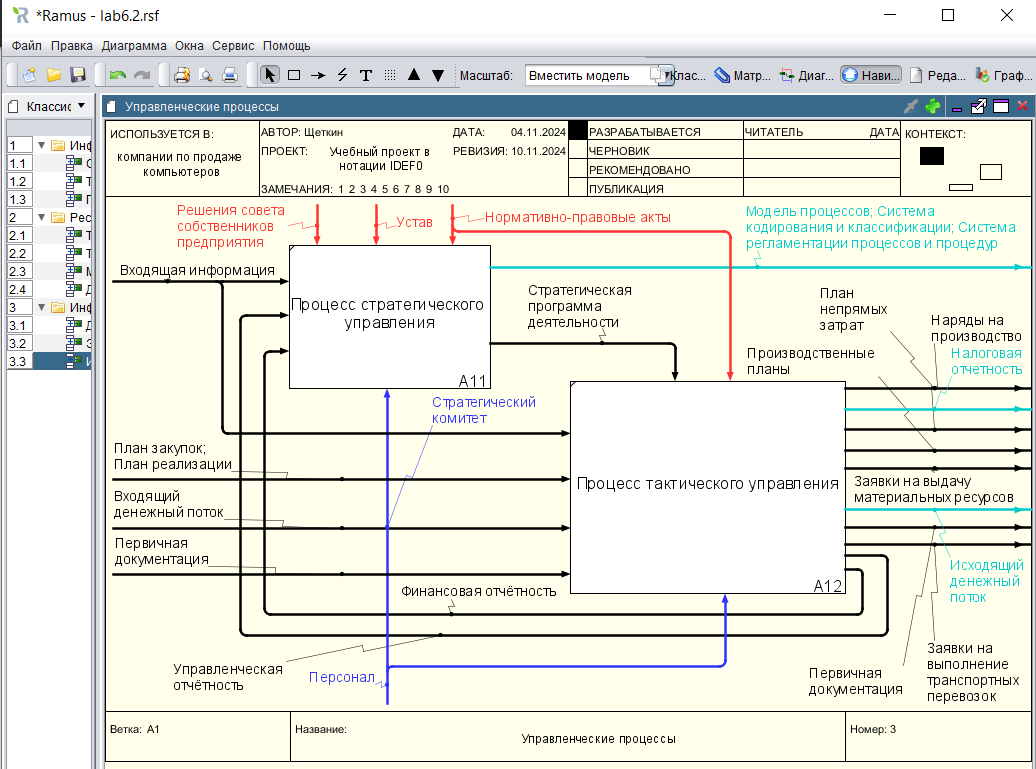 *Ramus - lab6.2.rsf
Файл Правка Диаграмма Окна Сервис Помощь
Масштаб: Вместить модель Клас... Матр... Диаг... Нави... Реда... Граф...
Управленческие процессы
1
1.1
1.2
1.3
2
2.1
2.2
2.3
2.4
3
3.1
3.2
3.3
ИСПОЛЬЗУЕТСЯ В:
компании по продаже
компьютеров
АВТОР: Щеткин
ДАТА: 04.11.2024
ПРОЕКТ: Учебный проект в
нотации IDEF0
РЕВИЗИЯ: 10.11.2024
ЗАМЕЧАНИЯ: 1 2 3 4 5 6 7 8 9 10
РАЗРАБАТЫВАЕТСЯ
ЧЕРНОВИК
РЕКОМЕНДОВАНО
ПУБЛИКАЦИЯ
ЧИТАТЕЛЬ ДАТА
КОНТЕКСТ:
Решения совета
собственников
предприятия
Устав
Нормативно-правовые акты
Модель процессов; Система
кодирования и классификации; Система
регламентации процессов и процедур
Входящая информация
Процесс стратегического
управления
A11
Стратегическая
программа
деятельности
План
непрямых
затрат
Наряды на
производство
Производственные
планы
Налоговая
отчетность
Стратегический
комитет
План закупок;
План реализации
Процесс тактического управления
A12
Заявки на выдачу
материальных ресурсов
Входящий
денежный поток
Первичная
документация
Исходящий
денежный
поток
Финансовая отчётность
Управленческая
отчётность
Персонал
Первичная
документация
Заявки на
выполнение
транспортных
перевозок
Ветка: A1
Название:
Управленческие процессы
Номер: 3